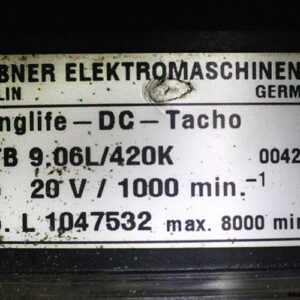 BNER ELEKTROMASCHINEN
LIN GERM
nglife – DC – Tacho
TB 9.06L/420K 0042
20 V / 1000 min.-1
. L 1047532 max. 8000 min